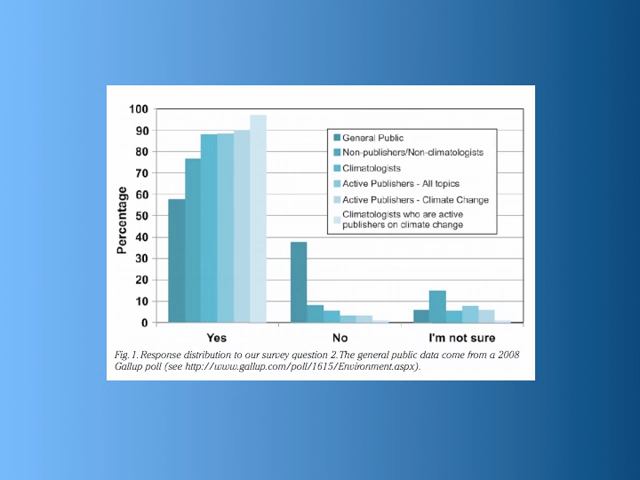 100
90
80
70
60
50
40
30
20
10
0
Percentage
General Public
Non-publishers/Non-climatologists
Climatologists
Active Publishers - All topics
Active Publishers - Climate Change
Climatologists who are active
publishers on climate change
Yes
No
I'm not sure
Fig. 1. Response distribution to our survey question 2. The general public data come from a 2008
Gallup poll (see http://www.gallup.com/poll/1615/Environment.aspx).